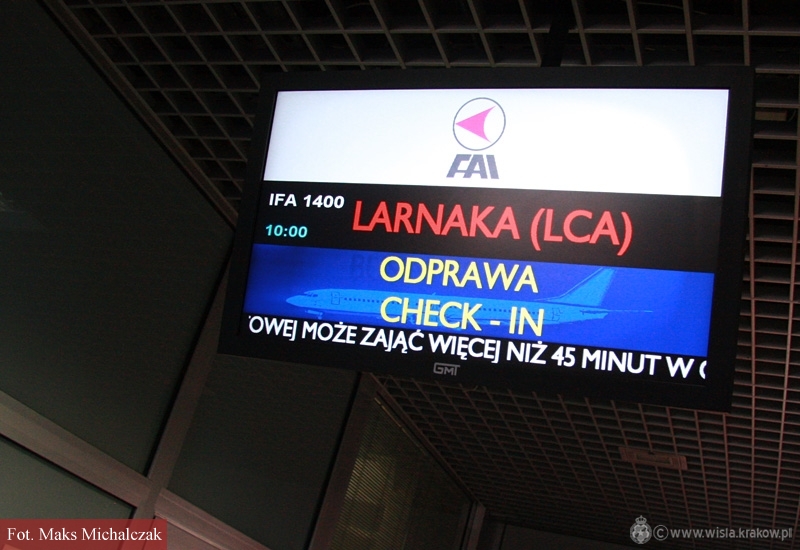 FAI
IFA 1400
LARNAKA (LCA)
10:00
ODPRAWA
CHECK - IN
OWEJ MOŻE ZAJĄĆ WIĘCEJ NIŻ 45 MINUT W
GMT
Fot. Maks Michalczak
© www.wisla.krakow.pl